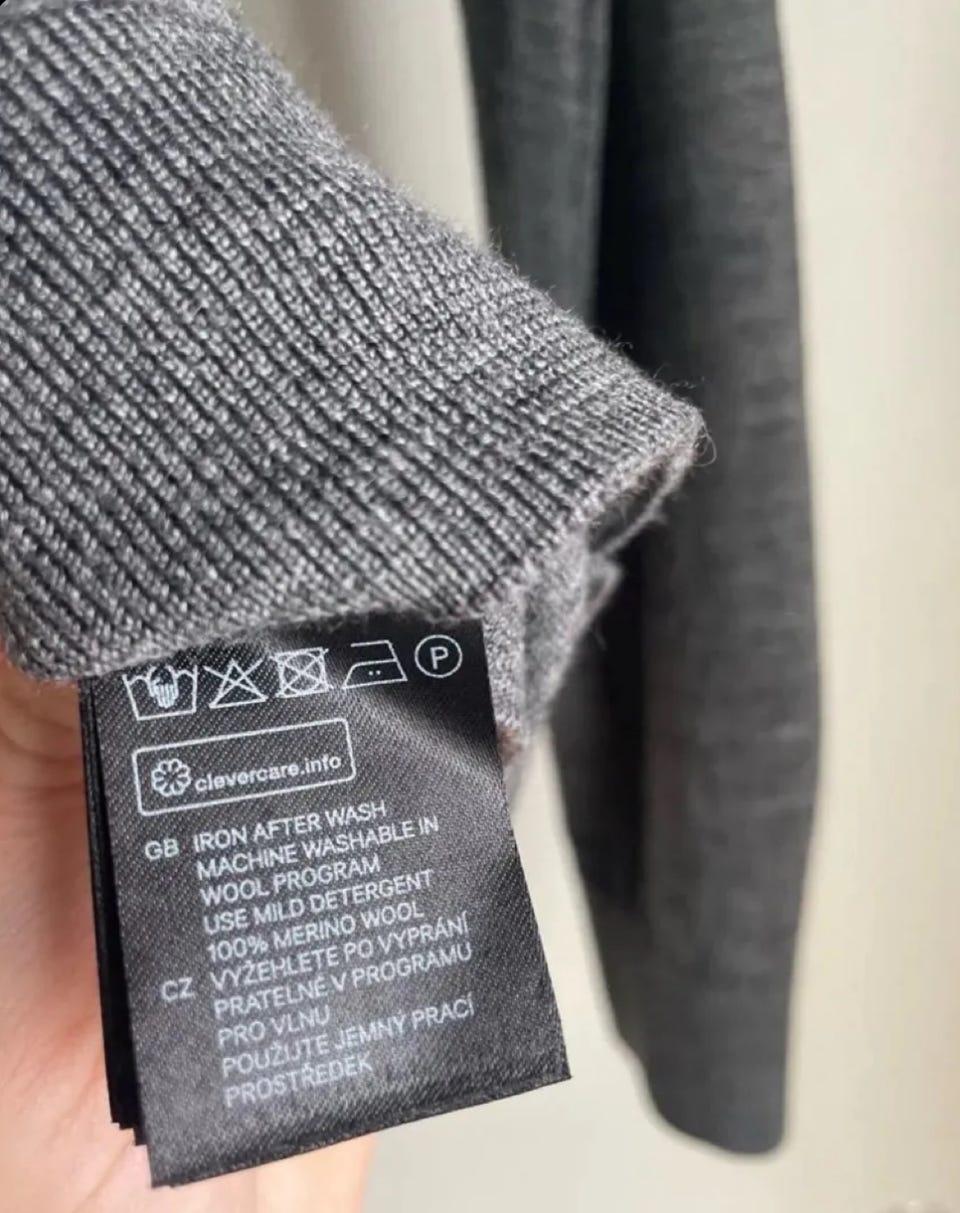 P
clevercare.info
GB IRON AFTER WASH
MACHINE WASHABLE IN
WOOL PROGRAM
USE MILD DETERGENT
100% MERINO WOOL
CZ VYŽEHLETE PO VYPRÁNÍ
PRATELNÉ V PROGRAMU
PRO VLNU
POUŽIJTE JEMNY PRACÍ
PROSTŘEDEK